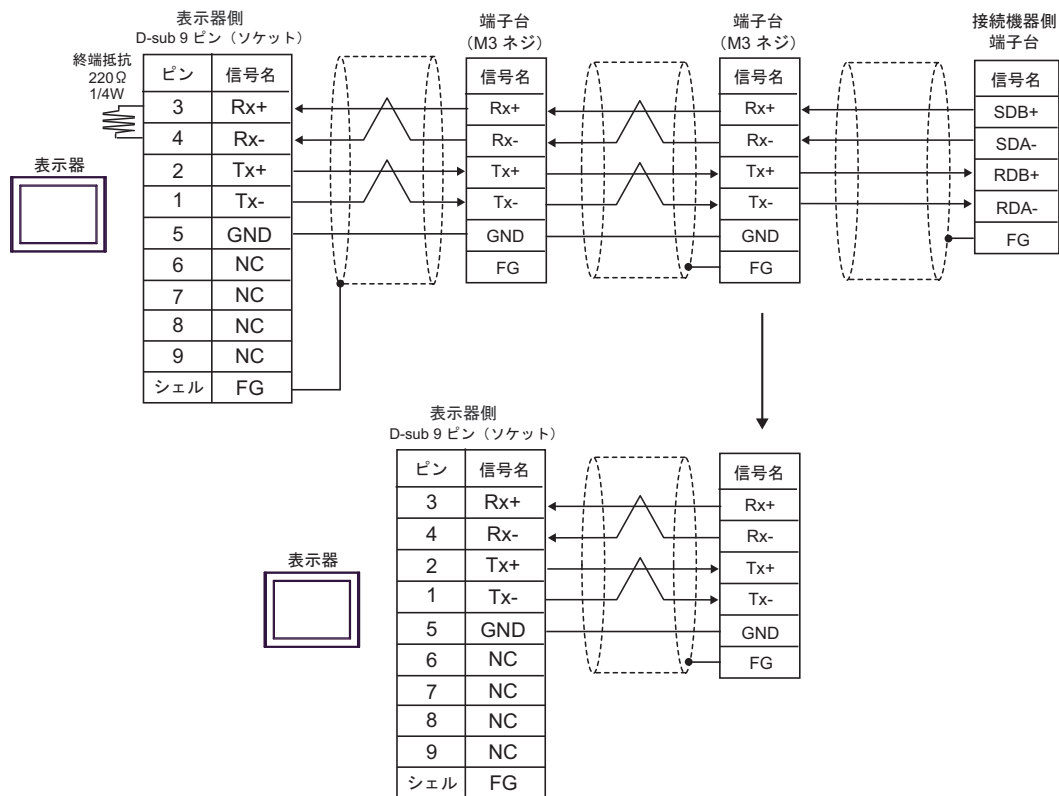 表示器側
D-sub 9 ピン（ソケット）
終端抵抗
220Ω
1/4W
ピン 信号名
3 Rx+
4 Rx-
2 Tx+
1 Tx-
5 GND
6 NC
7 NC
8 NC
9 NC
シェル FG
表示器
端子台
（M3 ネジ）
信号名
Rx+
Rx-
Tx+
Tx-
GND
FG
端子台
（M3 ネジ）
信号名
Rx+
Rx-
Tx+
Tx-
GND
FG
接続機器側
端子台
信号名
SDB+
SDA-
RDB+
RDA-
FG
表示器側
D-sub 9 ピン（ソケット）
ピン 信号名
3 Rx+
4 Rx-
2 Tx+
1 Tx-
5 GND
6 NC
7 NC
8 NC
9 NC
シェル FG
表示器
信号名
Rx+
Rx-
Tx+
Tx-
GND
FG